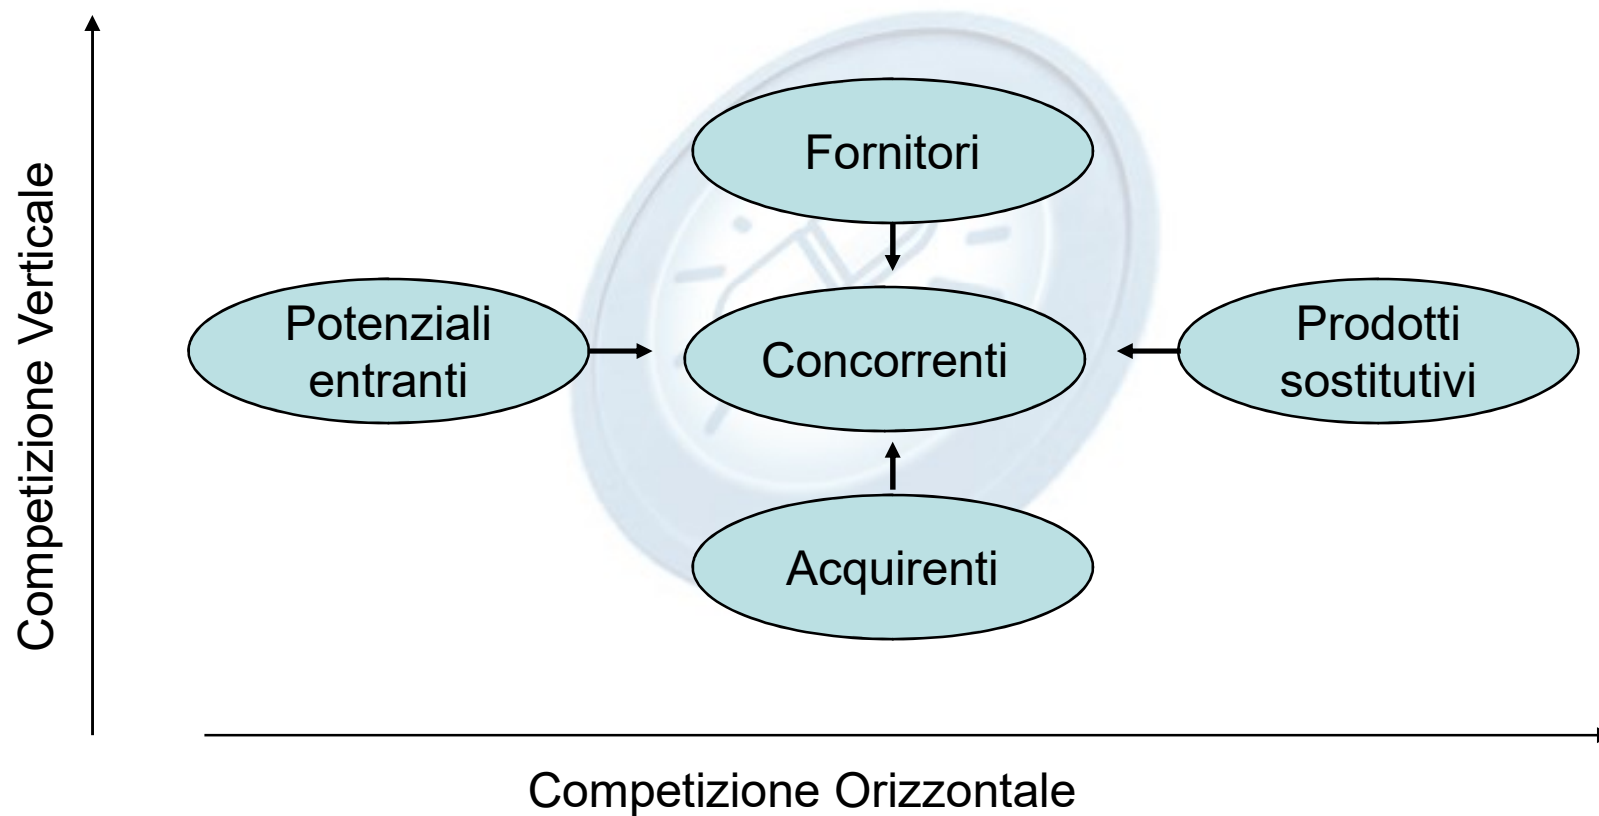 Competizione Verticale
Fornitori
Potenziali
entranti
Concorrenti
Prodotti
sostitutivi
Acquirenti
Competizione Orizzontale